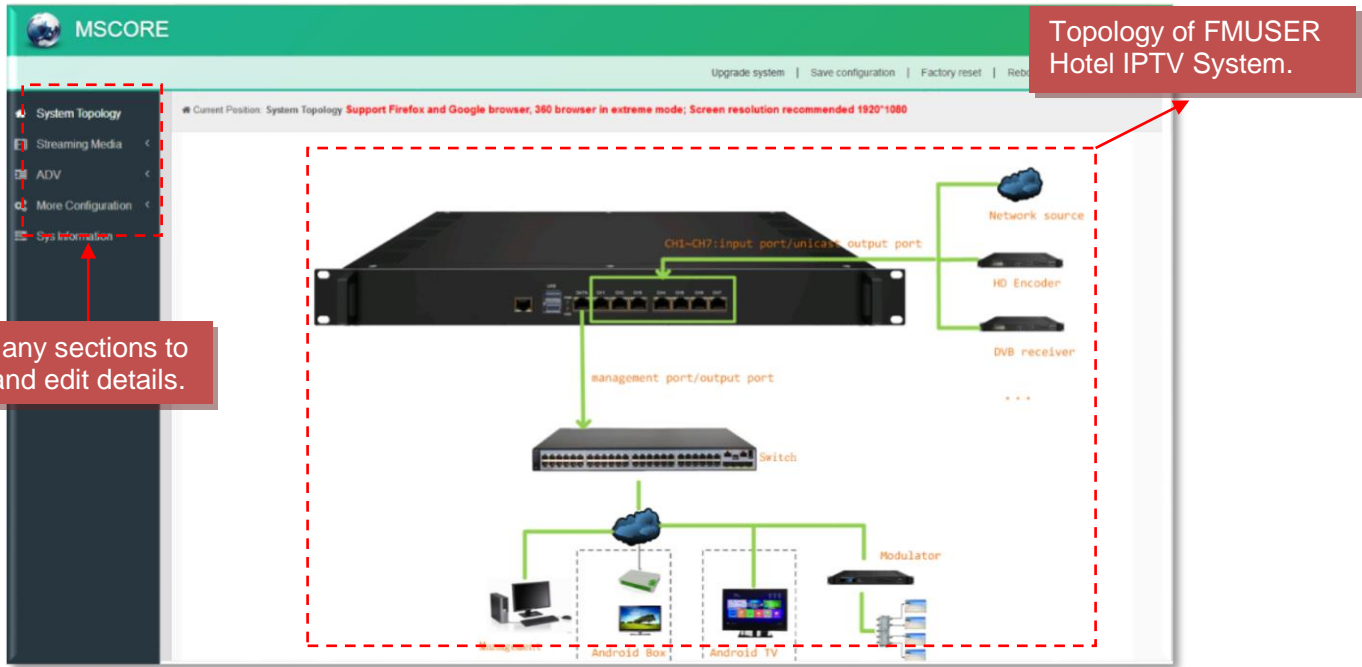 MSCORE
Topology of FMUSER
Hotel IPTV System.
Upgrade system | Save configuration | Factory reset |
System Topology
Streaming Media
ADV
More Configuration
Sys Information
Current Position: System Topology Support Firefox and Google browser, 360 browser in extreme mode; Screen resolution recommended 1920*1080
any sections to
and edit details.
Network source
CH1~CH7:input port/unicast output port
HD Encoder
DVB receiver
...
management port/output port
Switch
Modulator
Android Box
Android TV